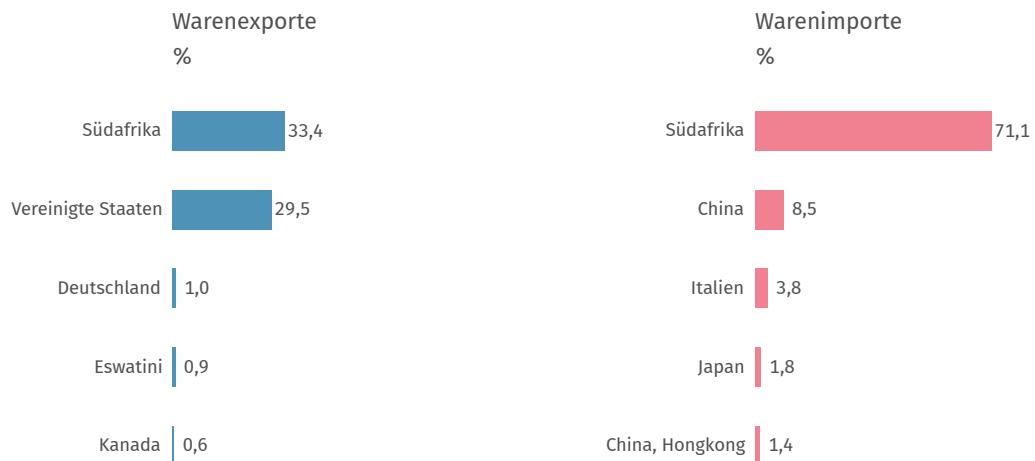 Warenexporte
%
Südafrika 33,4
Vereinigte Staaten 29,5
Deutschland 1,0
Eswatini 0,9
Kanada 0,6
Warenimporte
%
Südafrika 71,1
China 8,5
Italien 3,8
Japan 1,8
China, Hongkong 1,4